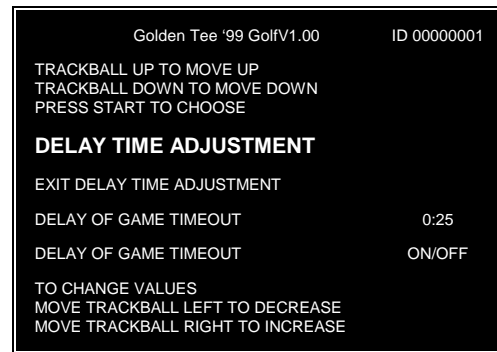 Golden Tee ‘99 GolfV1.00 ID 00000001
TRACKBALL UP TO MOVE UP
TRACKBALL DOWN TO MOVE DOWN
PRESS START TO CHOOSE
DELAY TIME ADJUSTMENT
EXIT DELAY TIME ADJUSTMENT
DELAY OF GAME TIMEOUT 0:25
DELAY OF GAME TIMEOUT ON/OFF
TO CHANGE VALUES
MOVE TRACKBALL LEFT TO DECREASE
MOVE TRACKBALL RIGHT TO INCREASE